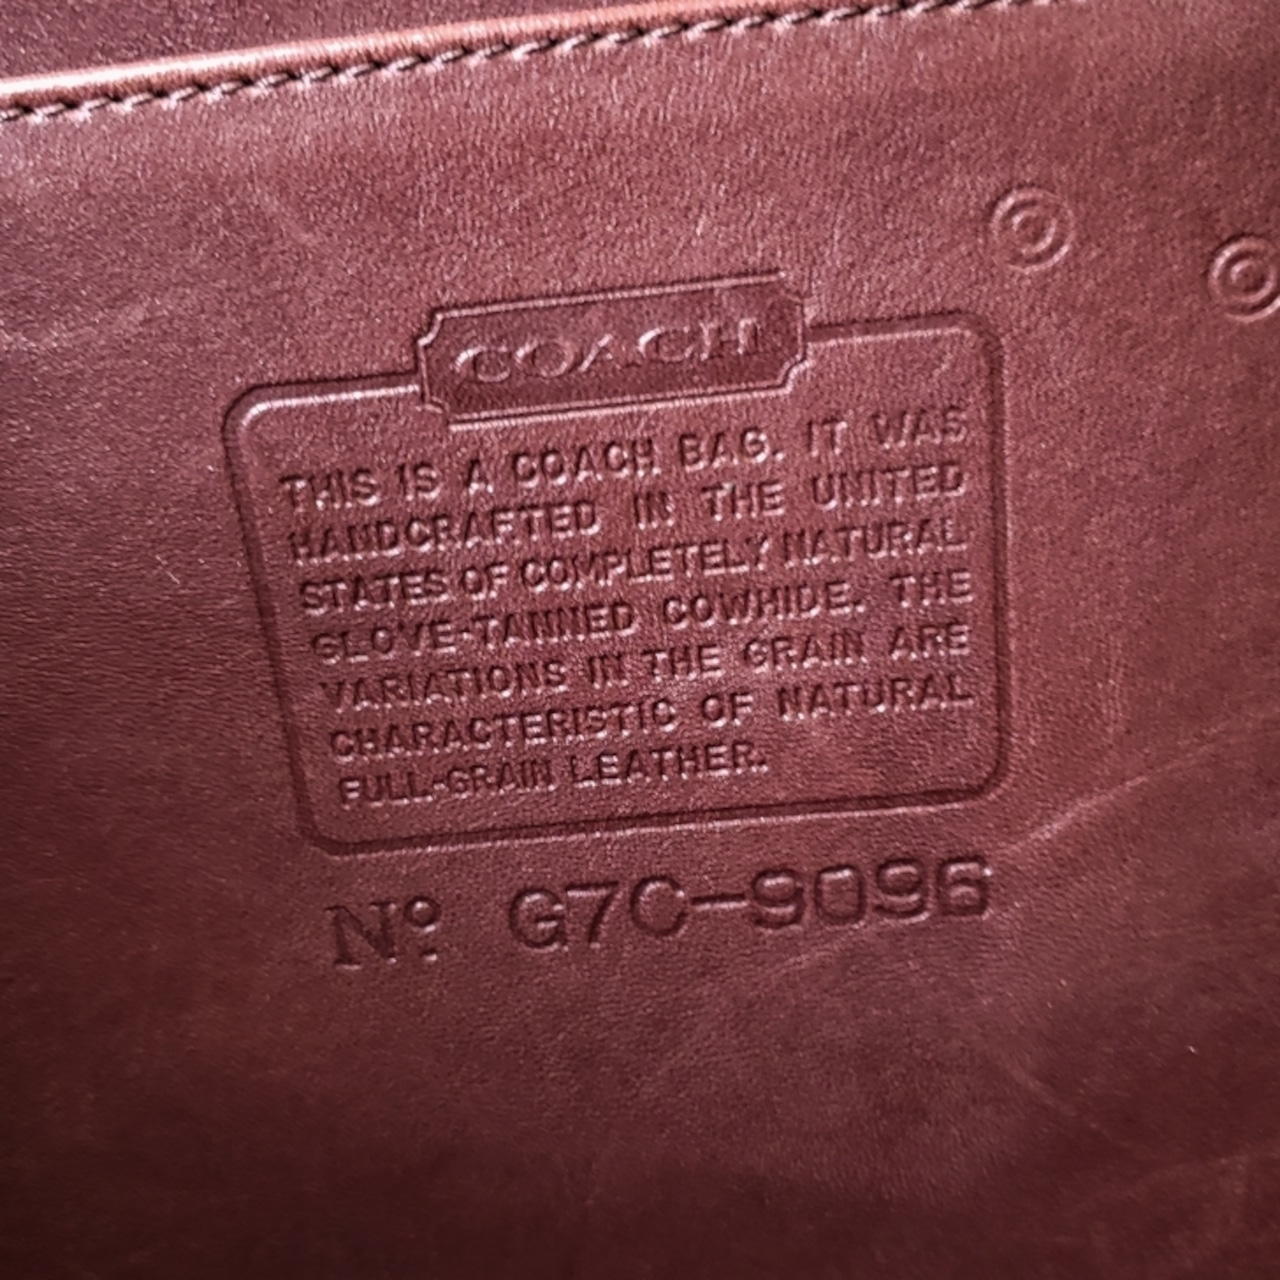 COACH
THIS IS A COACH BAG. IT WAS
HANDCRAFTED IN THE UNITED
STATES OF COMPLETELY NATURAL
GLOVE-TANNED COWHIDE. THE
VARIATIONS IN THE GRAIN ARE
CHARACTERISTIC OF NATURAL
FULL-GRAIN LEATHER.
Nº G7C-9096